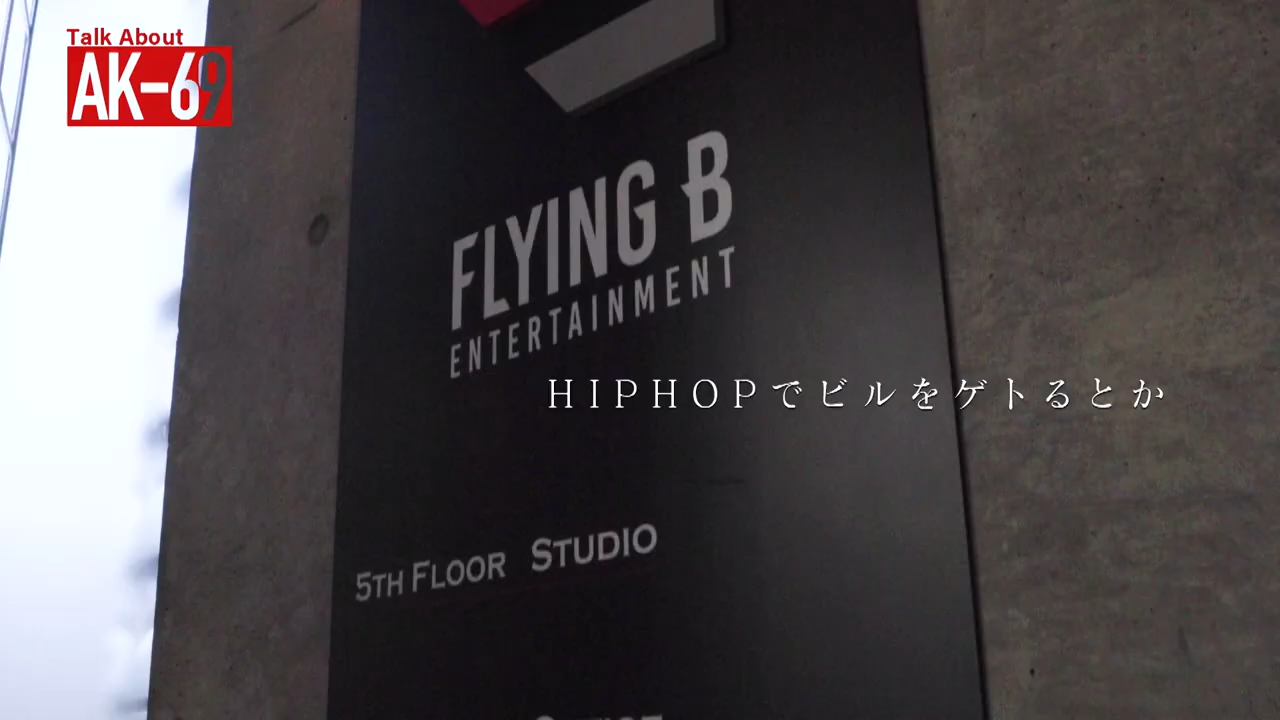 Talk About
AK-69
FLYING B
ENTERTAINMENT
HIPHOPでビルをゲトるとか
5TH FLOOR STUDIO